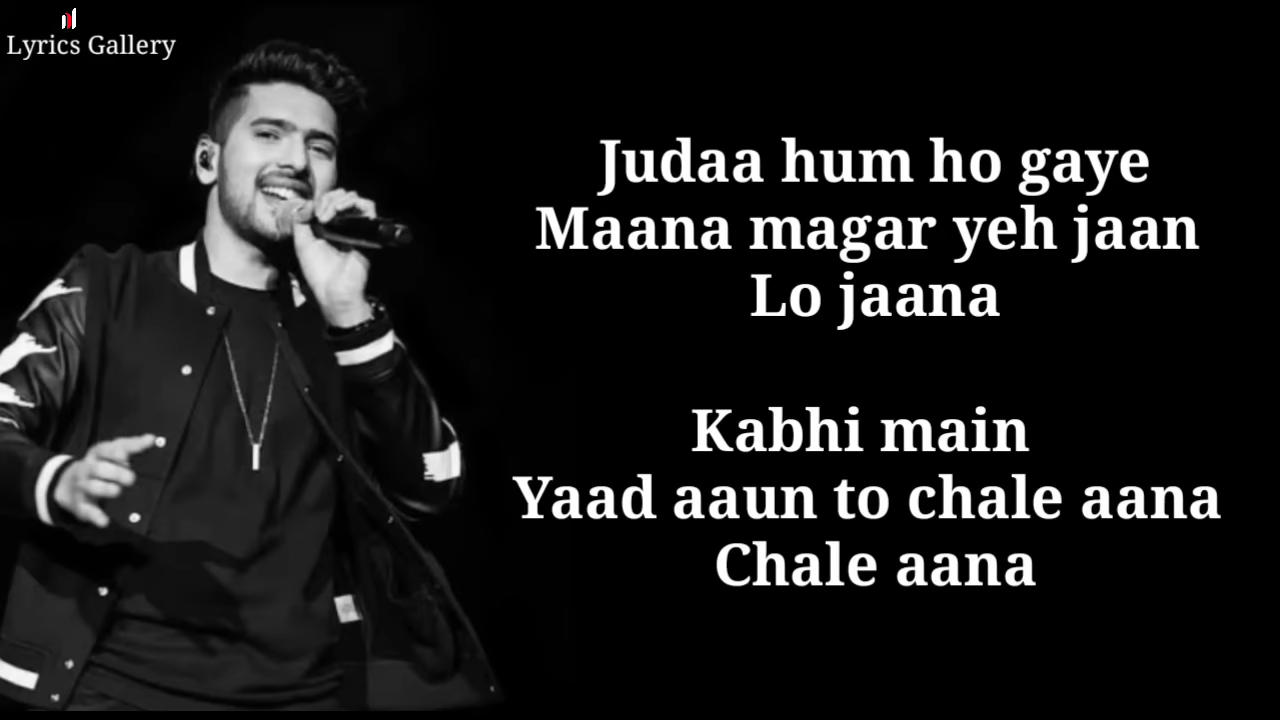 Lyrics Gallery
Judaa hum ho gaye
Maana magar yeh jaan
Lo jaana
Kabhi main
Yaad aaun to chale aana
Chale aana